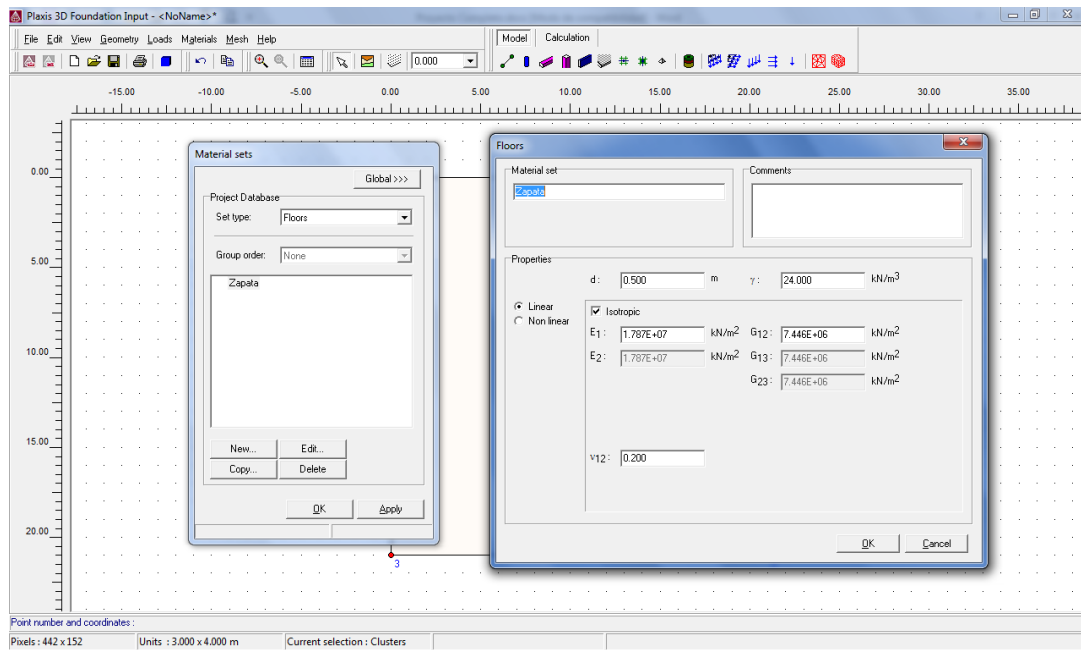 Plaxis 3D Foundation Input - <NoName>*
File Edit View Geometry Loads Materials Mesh Help
Model Calculation
0.000
-15.00 -10.00 -5.00 0.00 5.00 10.00 15.00 20.00 25.00 30.00 35.00
0.00
5.00
10.00
15.00
20.00
Material sets
Global >>>
Project Database
Set type: Floors
Group order: None
Zapata
New... Edit...
Copy... Delete
OK Apply
3
Floors
Material set
Zapata
Comments
Properties
d: 0.500 m γ: 24.000 kN/m3
Linear
Non linear
Isotropic
E1: 1.787E+07 kN/m2 G12: 7.446E+06 kN/m2
E2: 1.787E+07 kN/m2 G13: 7.446E+06 kN/m2
G23: 7.446E+06 kN/m2
ν12: 0.200
OK Cancel
Point number and coordinates :
Pixels : 442 x 152 Units : 3.000 x 4.000 m Current selection : Clusters